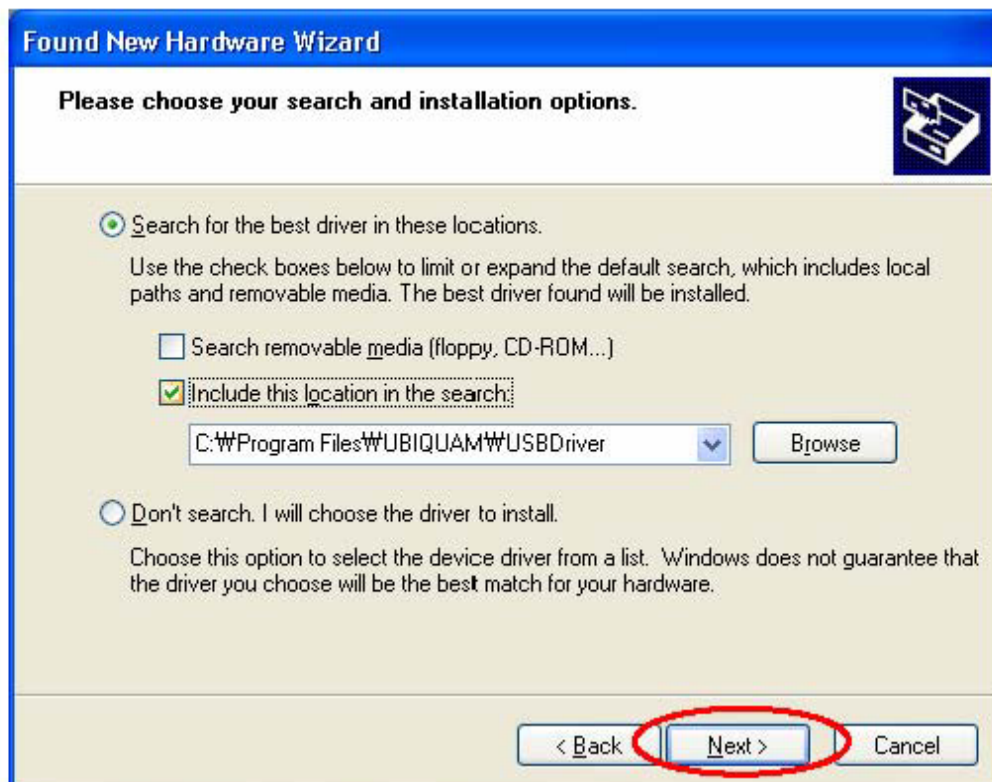 Found New Hardware Wizard
Please choose your search and installation options.
Search for the best driver in these locations.
Use the check boxes below to limit or expand the default search, which includes local
paths and removable media. The best driver found will be installed.
Search removable media (floppy, CD-ROM...)
Include this location in the search:
C:₩Program Files₩UBIQUAM₩USBDriver
Browse
Don't search. I will choose the driver to install.
Choose this option to select the device driver from a list. Windows does not guarantee that
the driver you choose will be the best match for your hardware.
< Back Next > Cancel